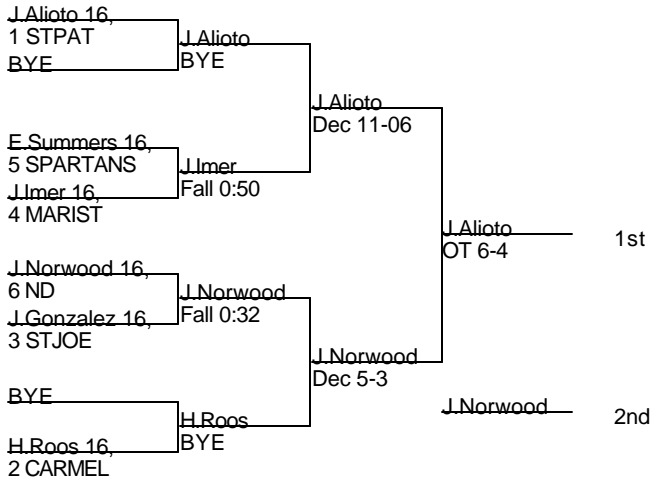 J.Alioto 16,
1 STPAT
BYE
J.Alioto
BYE
E.Summers 16,
5 SPARTANS
J.Imer 16,
4 MARIST
J.Imer
Fall 0:50
J.Alioto
Dec 11-06
J.Norwood 16,
6 ND
J.Gonzalez 16,
3 STJOE
J.Norwood
Fall 0:32
BYE
H.Roos 16,
2 CARMEL
H.Roos
BYE
J.Norwood
Dec 5-3
J.Alioto
OT 6-4
1st
J.Norwood
2nd